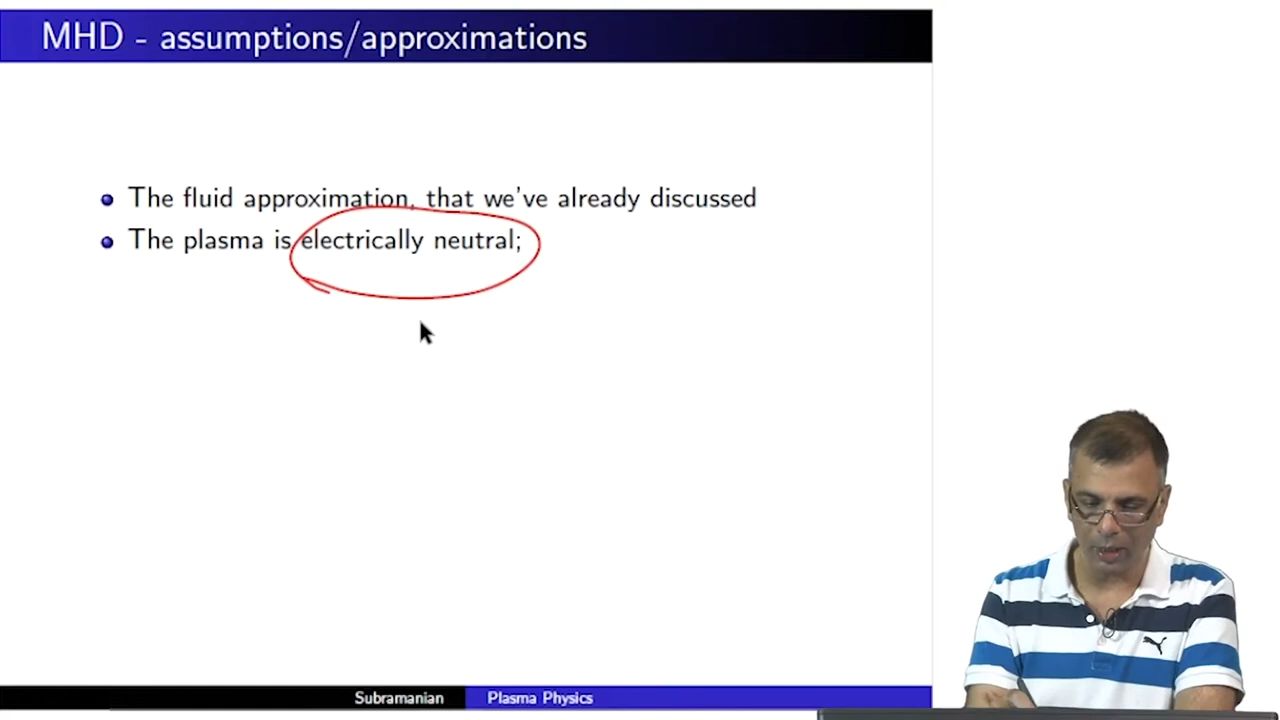 MHD - assumptions/approximations
The fluid approximation, that we've already discussed
The plasma is electrically neutral;
Subramanian
Plasma Physics